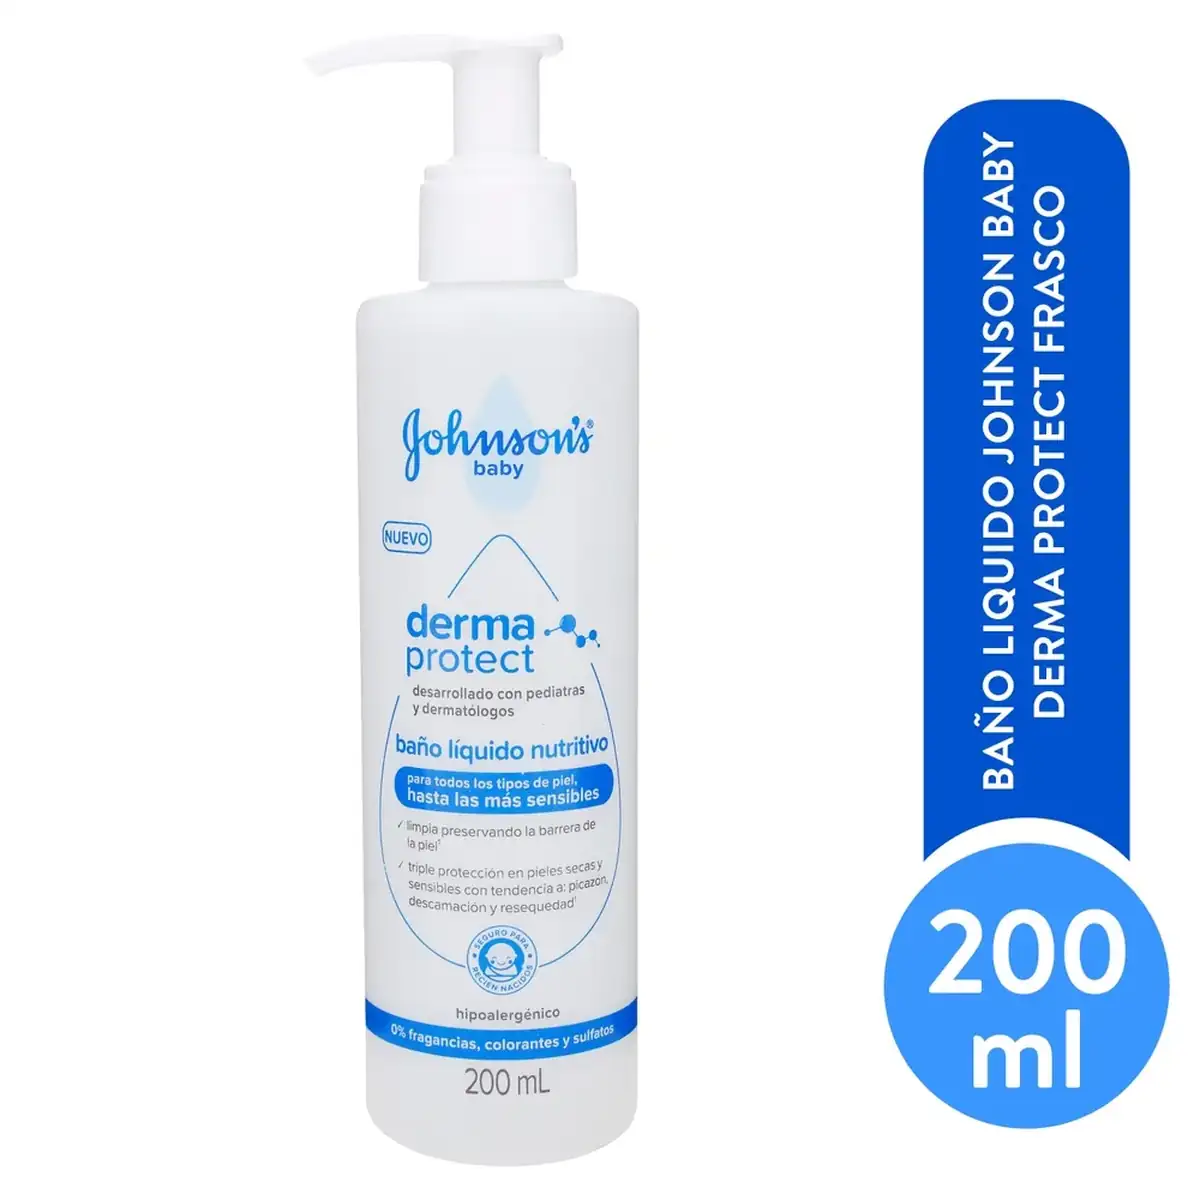 Johnson's®
baby
NUEVO
derma
protect
desarrollado con pediatras
y dermatólogos
baño líquido nutritivo
para todos los tipos de piel,
hasta las más sensibles
✓ limpia preservando la barrera de
la piel¹
✓ triple protección en pieles secas y
sensibles con tendencia a: picazon,
descamación y resequedad¹
SEGURO PARA
RECIÉN NACIDOS
hipoalergénico
0% fragancias, colorantes y sulfatos
200 mL
BAÑO LIQUIDO JOHNSON BABY
DERMA PROTECT FRASCO
200
ml